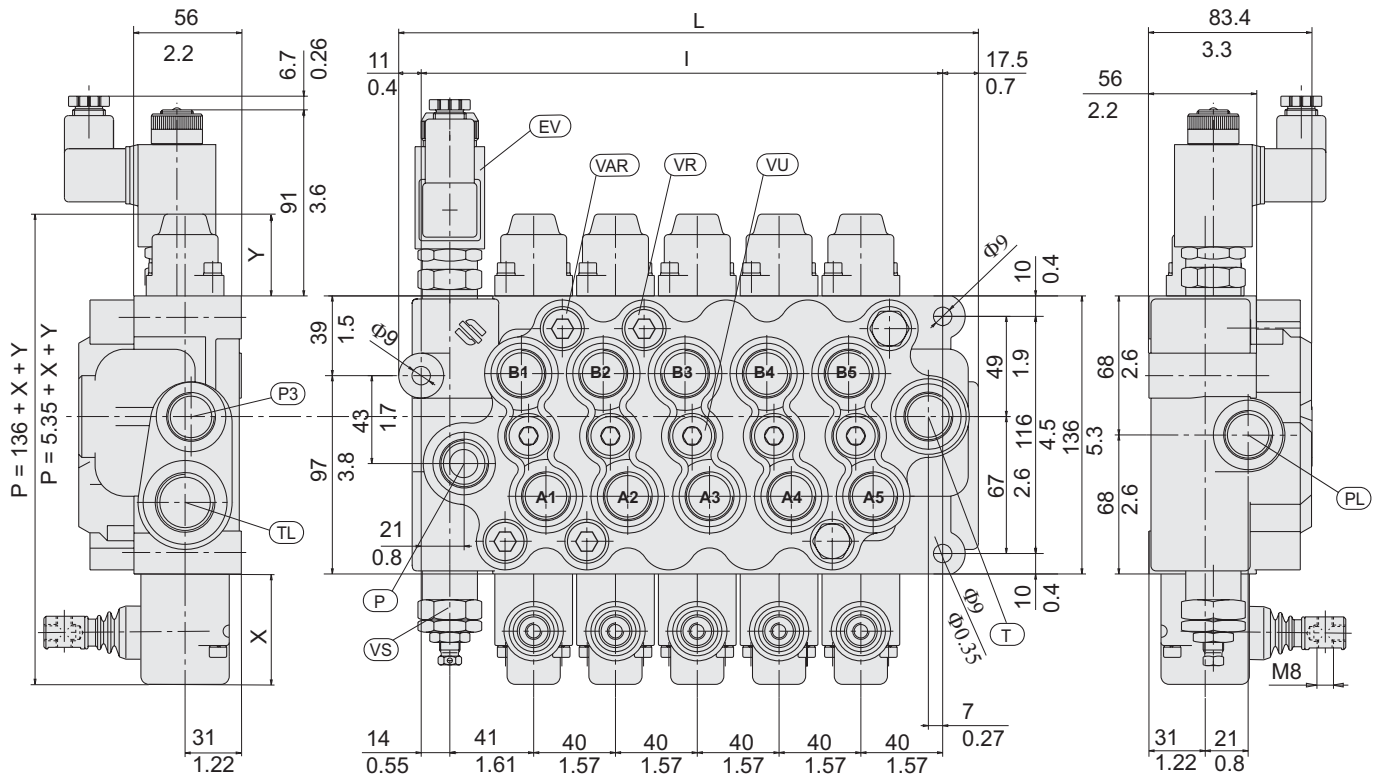 56
2.2
6.7
0.26
91
3.6
Y
P = 136 + X + Y
P = 5.35 + X + Y
P3
TL
X
31
1.22
L
I
11
0.4
17.5
0.7
EV
VAR
VR
VU
Φ9
10
0.4
39
1.5
Φ9
B1 B2 B3 B4 B5
49
1.9
43
1.7
97
3.8
116
4.5
136
5.3
A1 A2 A3 A4 A5
67
2.6
21
0.8
P
VS
Φ9
Φ0.35
10
0.4
T
7
0.27
14
0.55
41
1.61
40
1.57
40
1.57
40
1.57
40
1.57
40
1.57
83.4
3.3
56
2.2
68
2.6
68
2.6
PL
M8
31
1.22
21
0.8